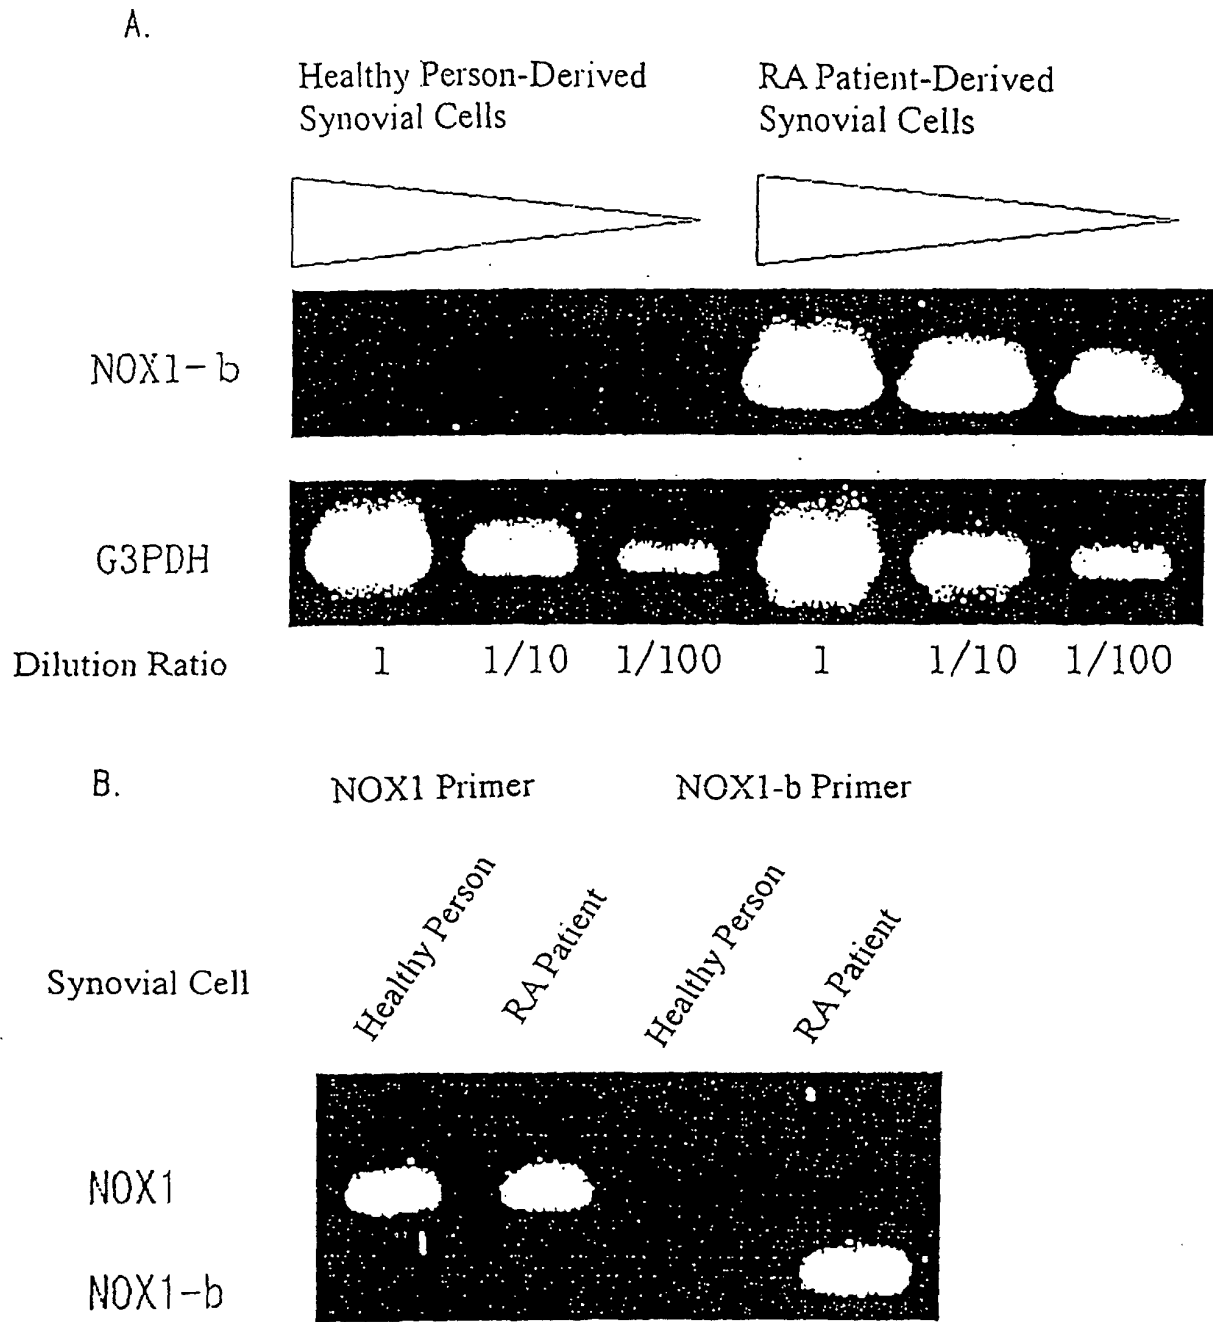 A.
Healthy Person-Derived
Synovial Cells
RA Patient-Derived
Synovial Cells
NOX1-b
G3PDH
Dilution Ratio 1 1/10 1/100 1 1/10 1/100
B.
NOX1 Primer NOX1-b Primer
Synovial Cell
Healthy Person
RA Patient
Healthy Person
RA Patient
NOX1
NOX1-b